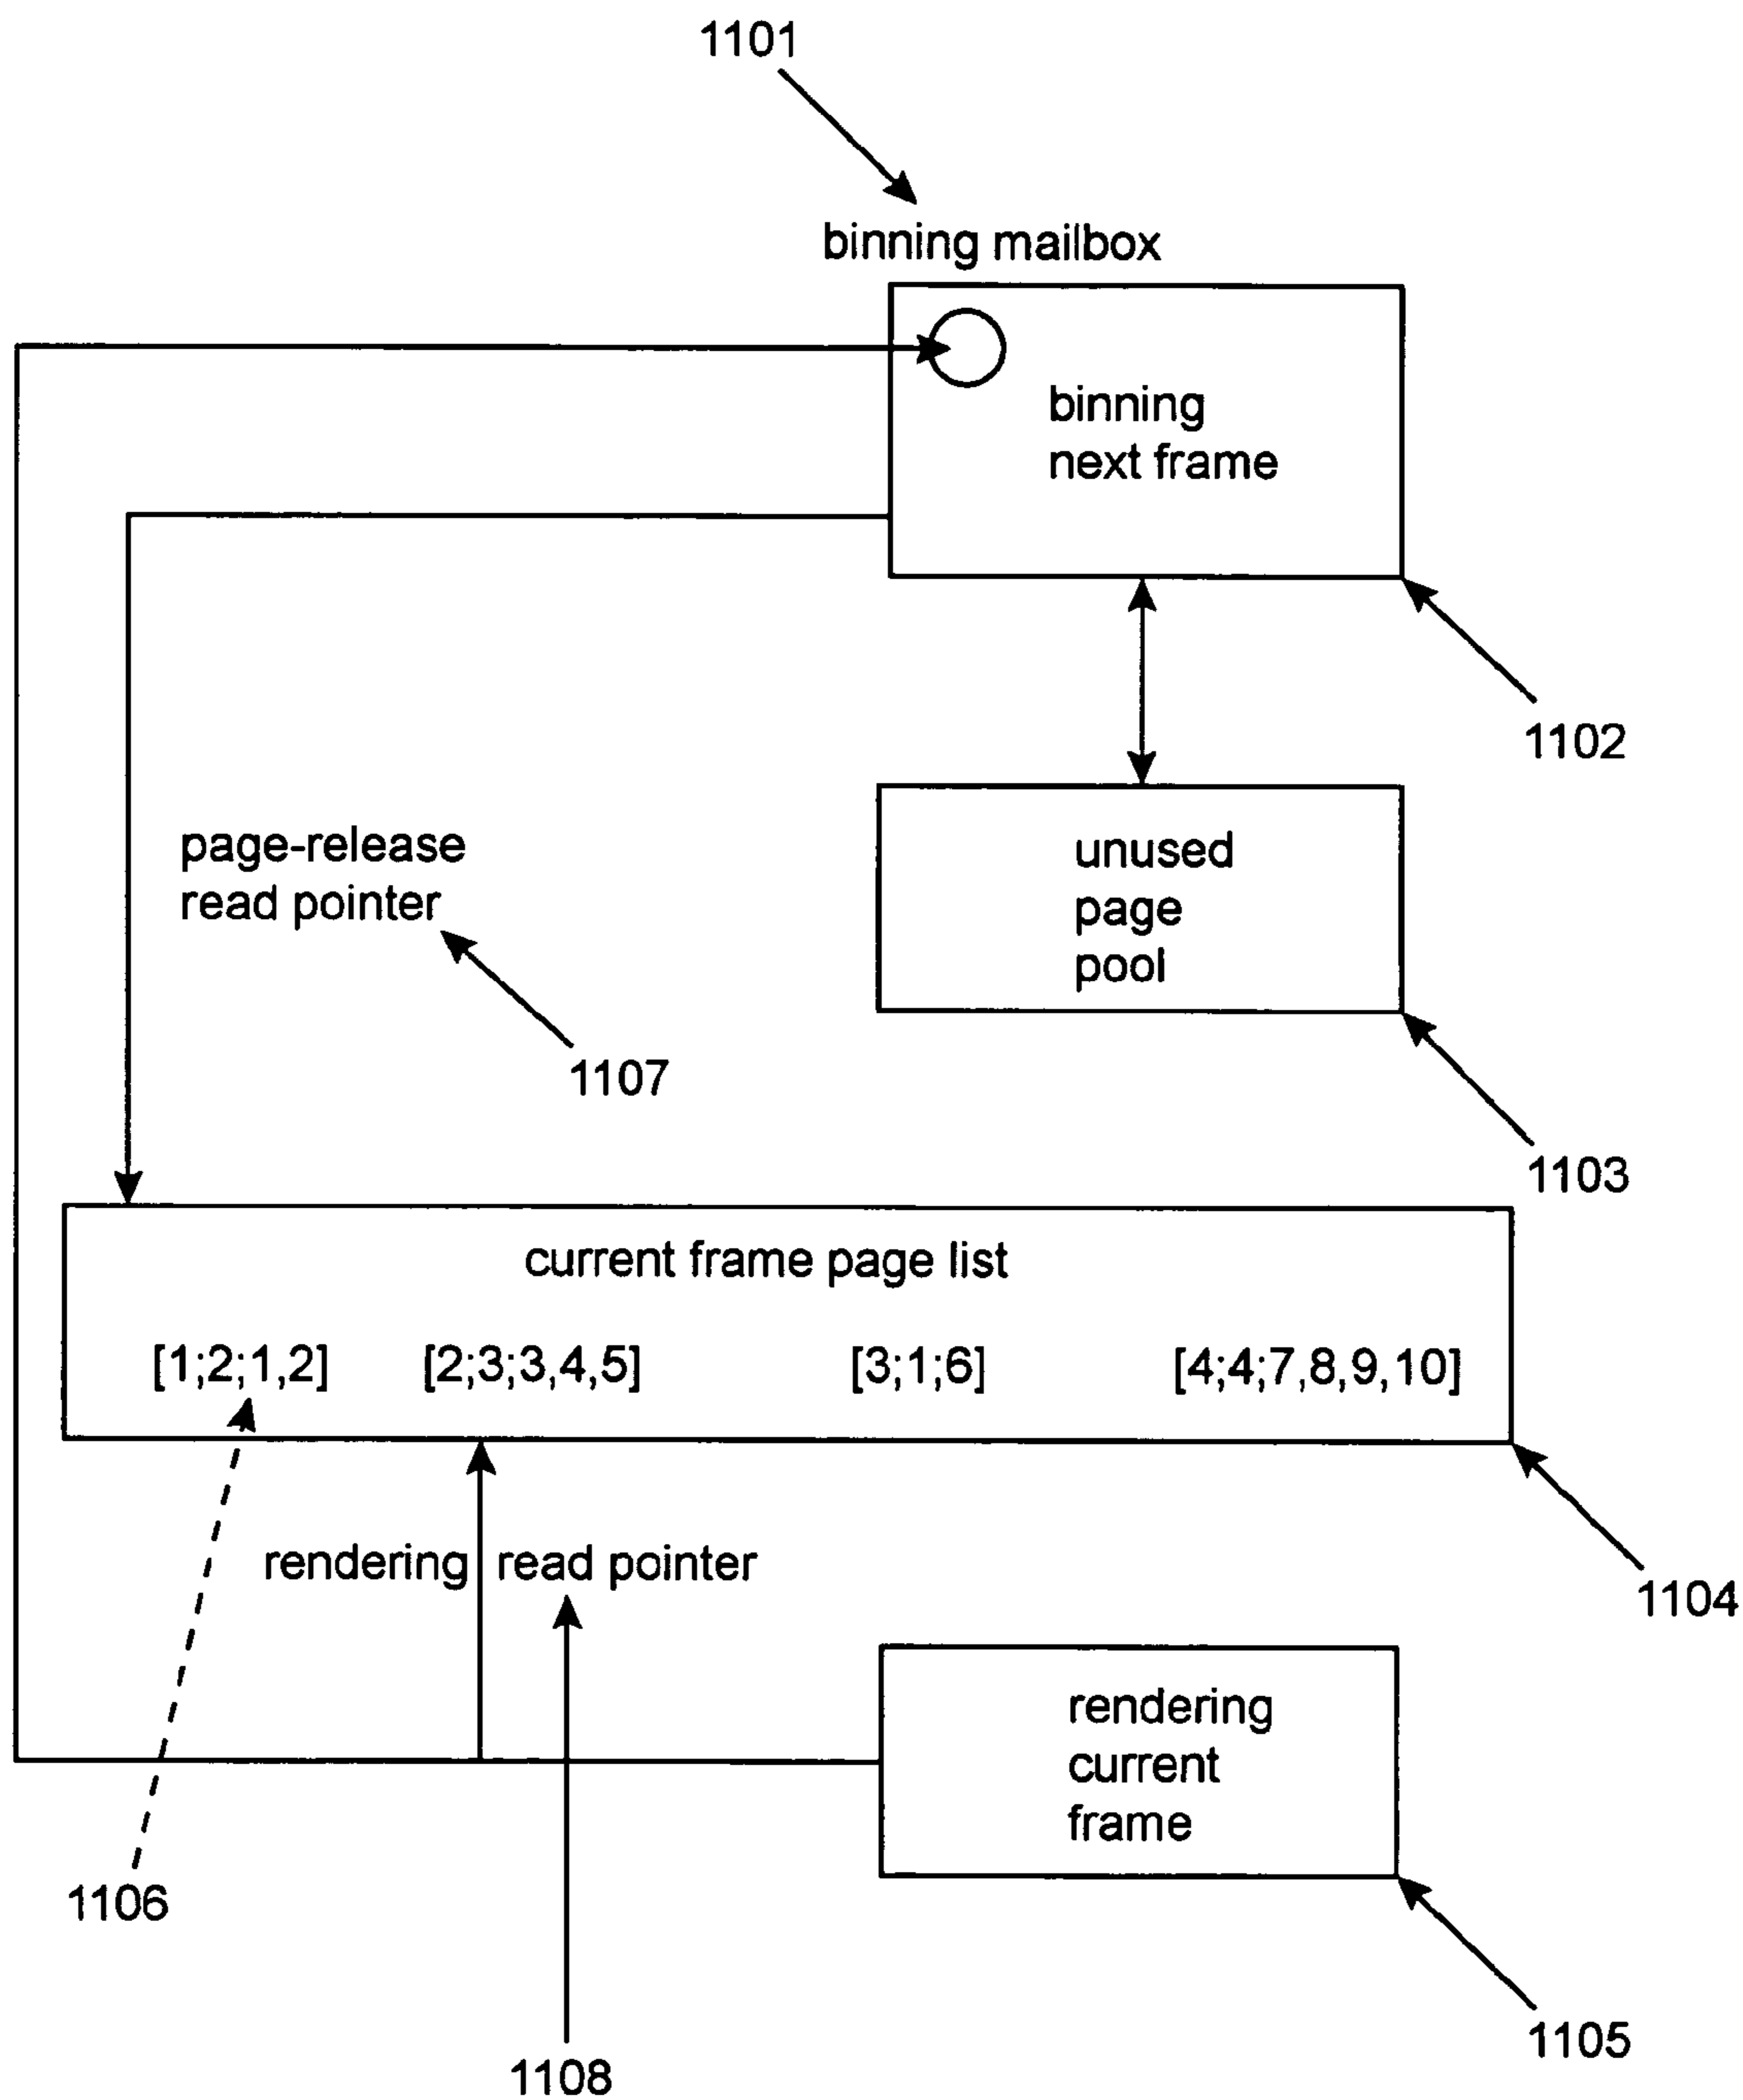 1101
binning mailbox
binning
next frame
1102
page-release
read pointer
unused
page
pool
1107
1103
current frame page list
[1;2;1,2] [2;3;3,4,5] [3;1;6] [4;4;7,8,9,10]
rendering read pointer
1104
rendering
current
frame
1106
1105
1108